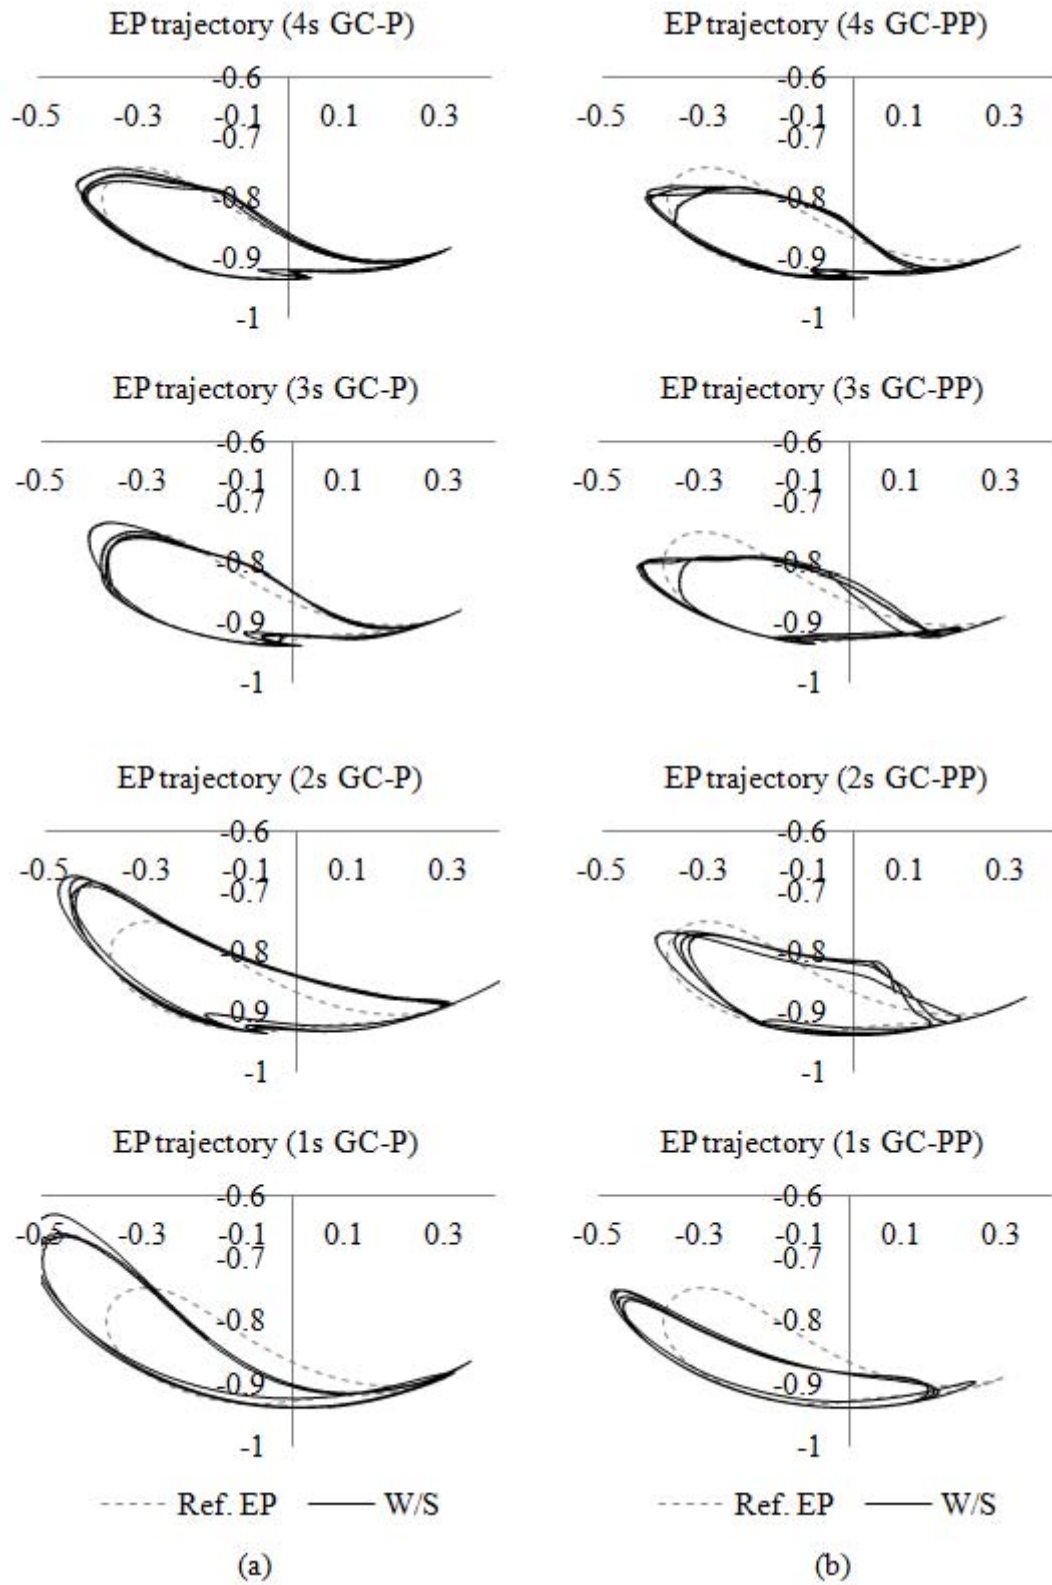 EP trajectory (4s GC-P)
EP trajectory (4s GC-PP)
-0.6
-0.6
-0.5 -0.3 -0.1 0.1 0.3
-0.5 -0.3 -0.1 0.1 0.3
-0.7
-0.7
-0.8
-0.8
-0.9
-0.9
-1
-1
EP trajectory (3s GC-P)
EP trajectory (3s GC-PP)
-0.6
-0.6
-0.5 -0.3 -0.1 0.1 0.3
-0.5 -0.3 -0.1 0.1 0.3
-0.7
-0.7
-0.8
-0.8
-0.9
-0.9
-1
-1
EP trajectory (2s GC-P)
EP trajectory (2s GC-PP)
-0.6
-0.6
-0.5 -0.3 -0.1 0.1 0.3
-0.5 -0.3 -0.1 0.1 0.3
-0.7
-0.7
-0.8
-0.8
-0.9
-0.9
-1
-1
EP trajectory (1s GC-P)
EP trajectory (1s GC-PP)
-0.6
-0.6
-0.5 -0.3 -0.1 0.1 0.3
-0.5 -0.3 -0.1 0.1 0.3
-0.7
-0.7
-0.8
-0.8
-0.9
-0.9
-1
-1
Ref. EP W/S
Ref. EP W/S
(a)
(b)